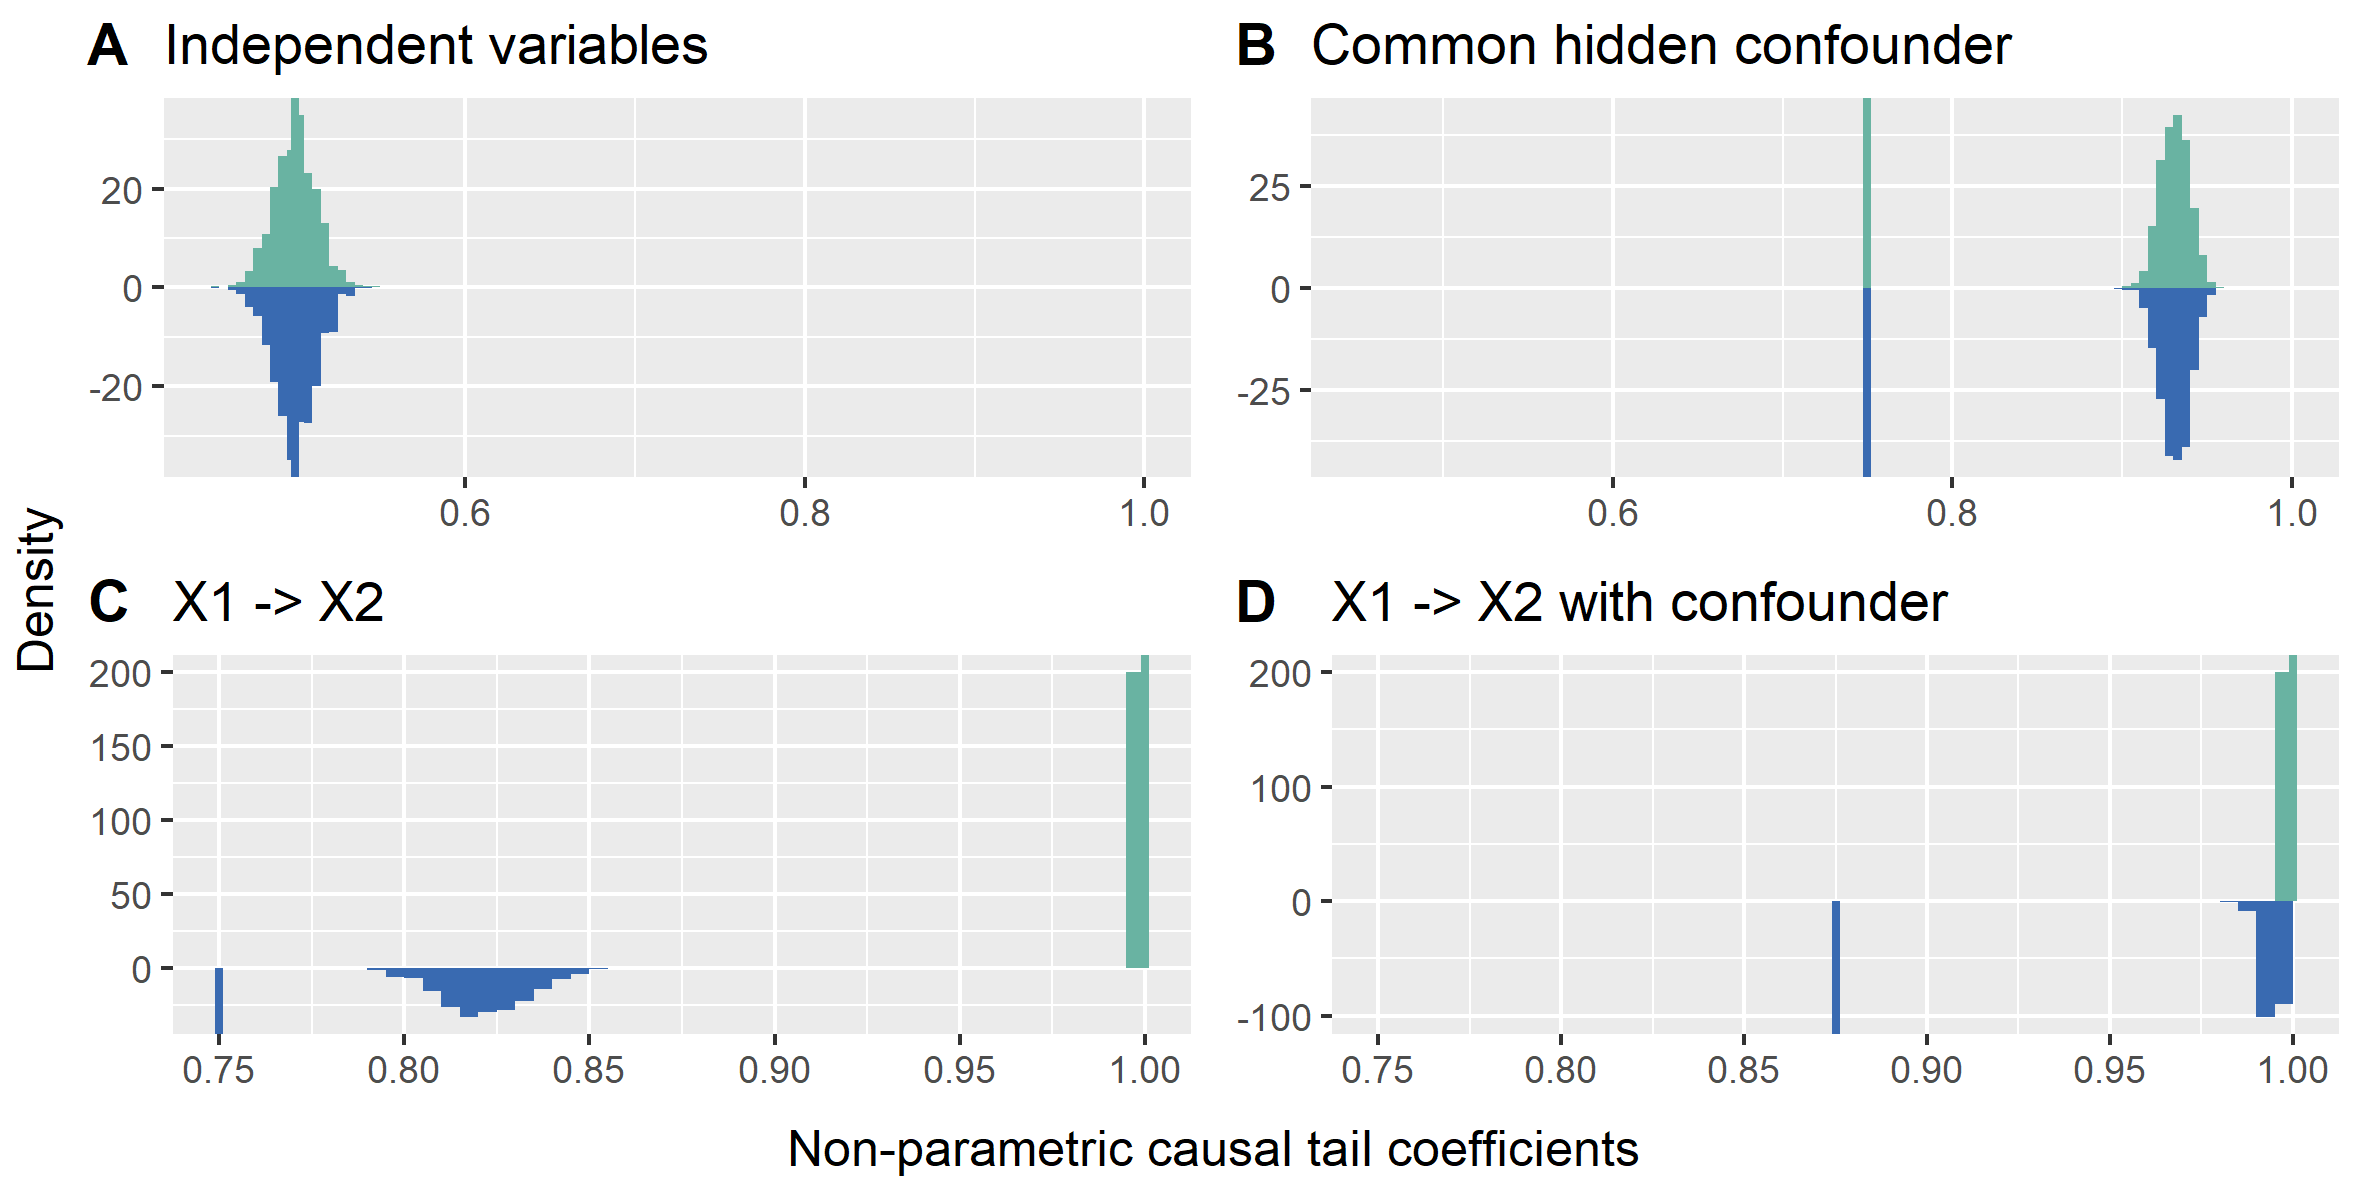 A Independent variables
20
0
-20
0.6 0.8 1.0
B Common hidden confounder
25
0
-25
0.6 0.8 1.0
Density
C X1 -> X2
200
150
100
50
0
0.75 0.80 0.85 0.90 0.95 1.00
D X1 -> X2 with confounder
200
100
0
-100
0.75 0.80 0.85 0.90 0.95 1.00
Non-parametric causal tail coefficients